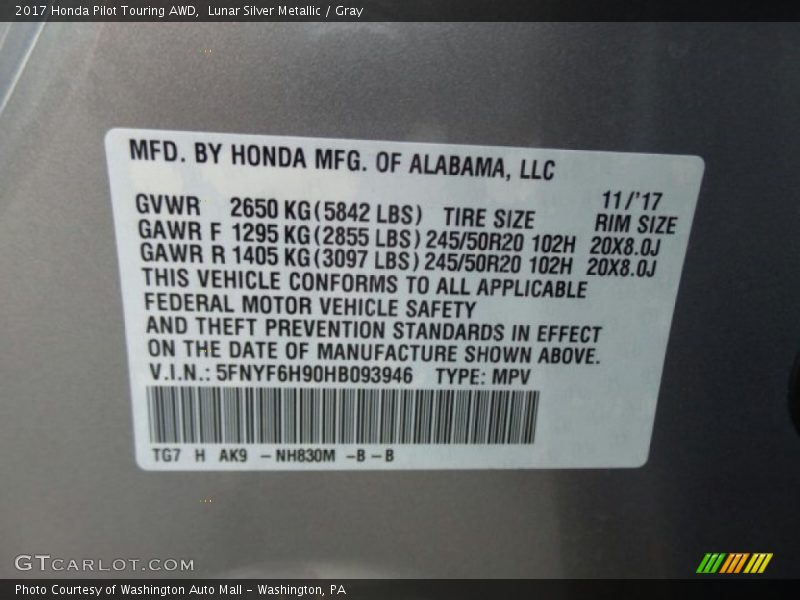 2017 Honda Pilot Touring AWD,  Lunar Silver Metallic / Gray
MFD. BY HONDA MFG. OF ALABAMA, LLC
11/'17
GVWR 2650 KG (5842 LBS) TIRE SIZE RIM SIZE
GAWR F 1295 KG (2855 LBS) 245/50R20 102H 20X8.0J
GAWR R 1405 KG (3097 LBS) 245/50R20 102H 20X8.0J
THIS VEHICLE CONFORMS TO ALL APPLICABLE
FEDERAL MOTOR VEHICLE SAFETY
AND THEFT PREVENTION STANDARDS IN EFFECT
ON THE DATE OF MANUFACTURE SHOWN ABOVE.
V.I.N.: 5FNYF6H90HB093946 TYPE: MPV
TG7 H AK9 -NH830M -B-B
GTCARLOT.COM
Photo Courtesy of Washington Auto Mall - Washington, PA